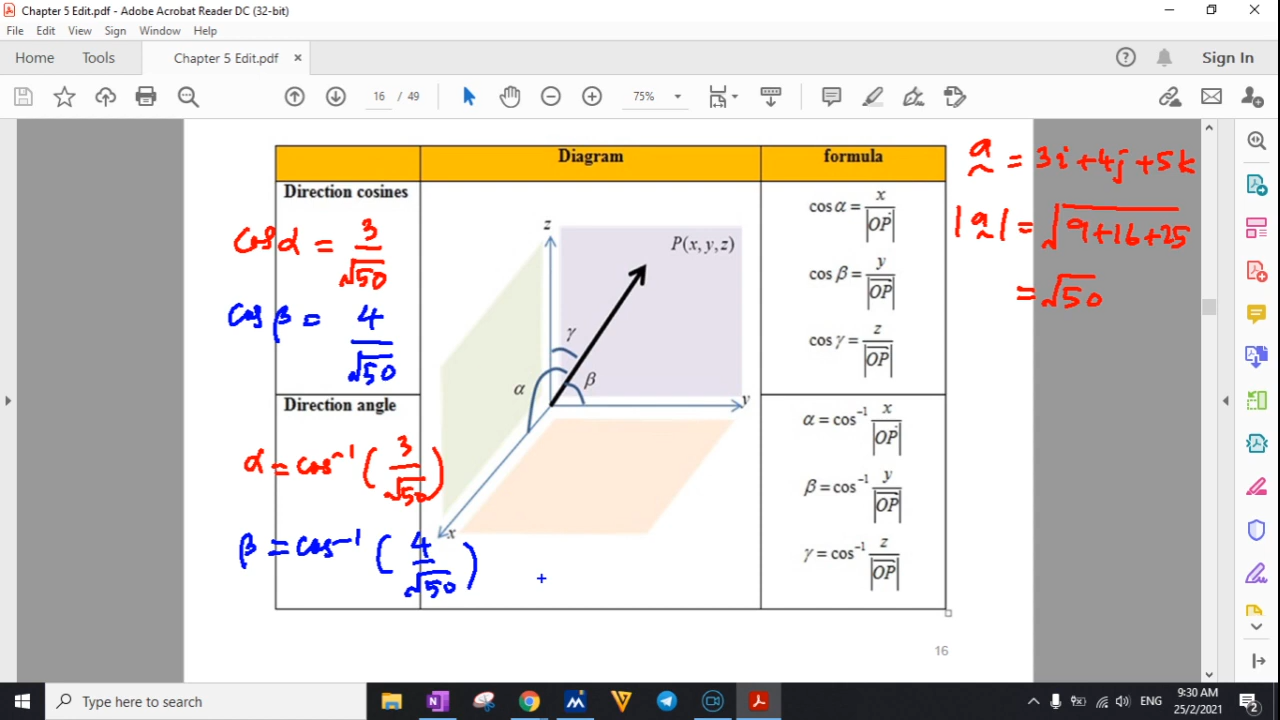 Chapter 5 Edit.pdf - Adobe Acrobat Reader DC (32-bit)
File Edit View Sign Window Help
Home Tools Chapter 5 Edit.pdf × Sign In
16 / 49 75%
Diagram formula
Direction cosines
cos α = 3/√50
cos β = 4/√50
z
P(x, y, z)
γ
α
β
y
x
cos α = x/|OP|
cos β = y/|OP|
cos γ = z/|OP|
a = 3i + 4j + 5k
|a| = √9+16+25
= √50
Direction angle
α = cos⁻¹ (3/√50)
β = cos⁻¹ (4/√50)
α = cos⁻¹ x/|OP|
β = cos⁻¹ y/|OP|
γ = cos⁻¹ z/|OP|
16
Type here to search
ENG
9:30 AM
25/2/2021
2